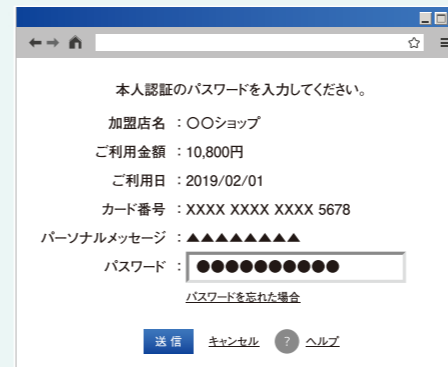 本人認証のパスワードを入力してください。
加盟店名 : 〇〇ショップ
ご利用金額 : 10,800円
ご利用日 : 2019/02/01
カード番号 : XXXX XXXX XXXX 5678
パーソナルメッセージ : ▲▲▲▲▲▲▲▲
パスワード : ●●●●●●●●●●
パスワードを忘れた場合
送信 キャンセル ? ヘルプ